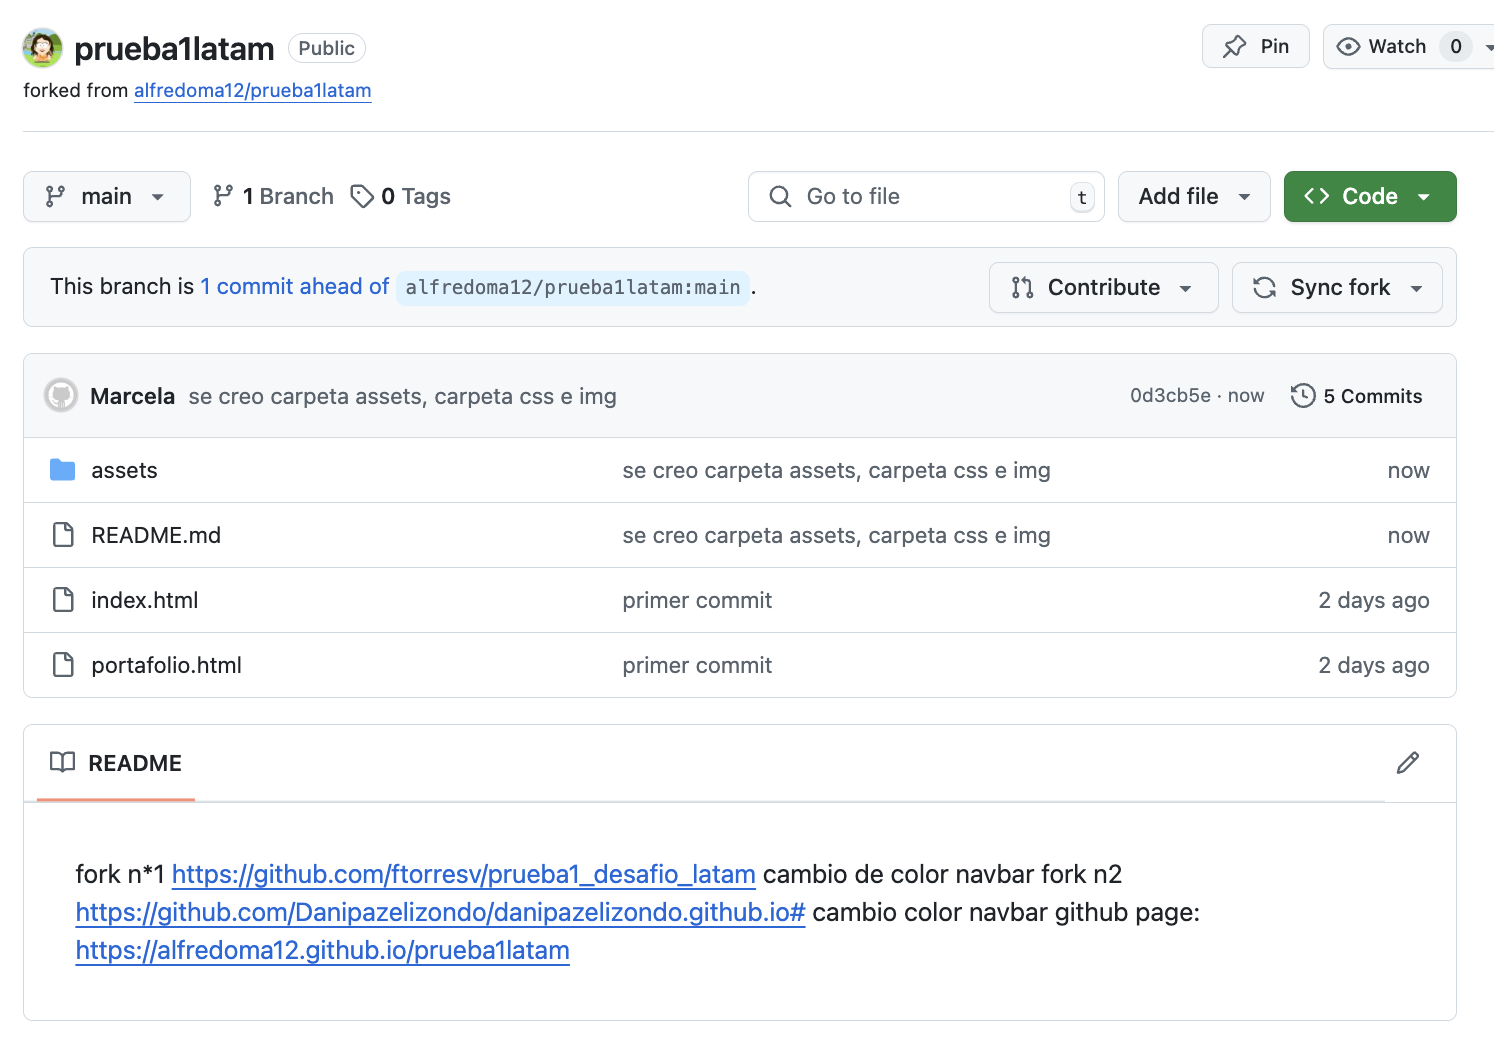 prueba1latam Public Pin Watch 0
forked from alfredoma12/prueba1latam
main 1 Branch 0 Tags Go to file t Add file Code
This branch is 1 commit ahead of alfredoma12/prueba1latam:main. Contribute Sync fork
Marcela se creo carpeta assets, carpeta css e img 0d3cb5e · now 5 Commits
assets se creo carpeta assets, carpeta css e img now
README.md se creo carpeta assets, carpeta css e img now
index.html primer commit 2 days ago
portafolio.html primer commit 2 days ago
README
fork n*1 https://github.com/ftorresv/prueba1_desafio_latam cambio de color navbar fork n2
https://github.com/Danipazelizondo/danipazelizondo.github.io# cambio color navbar github page:
https://alfredoma12.github.io/prueba1latam